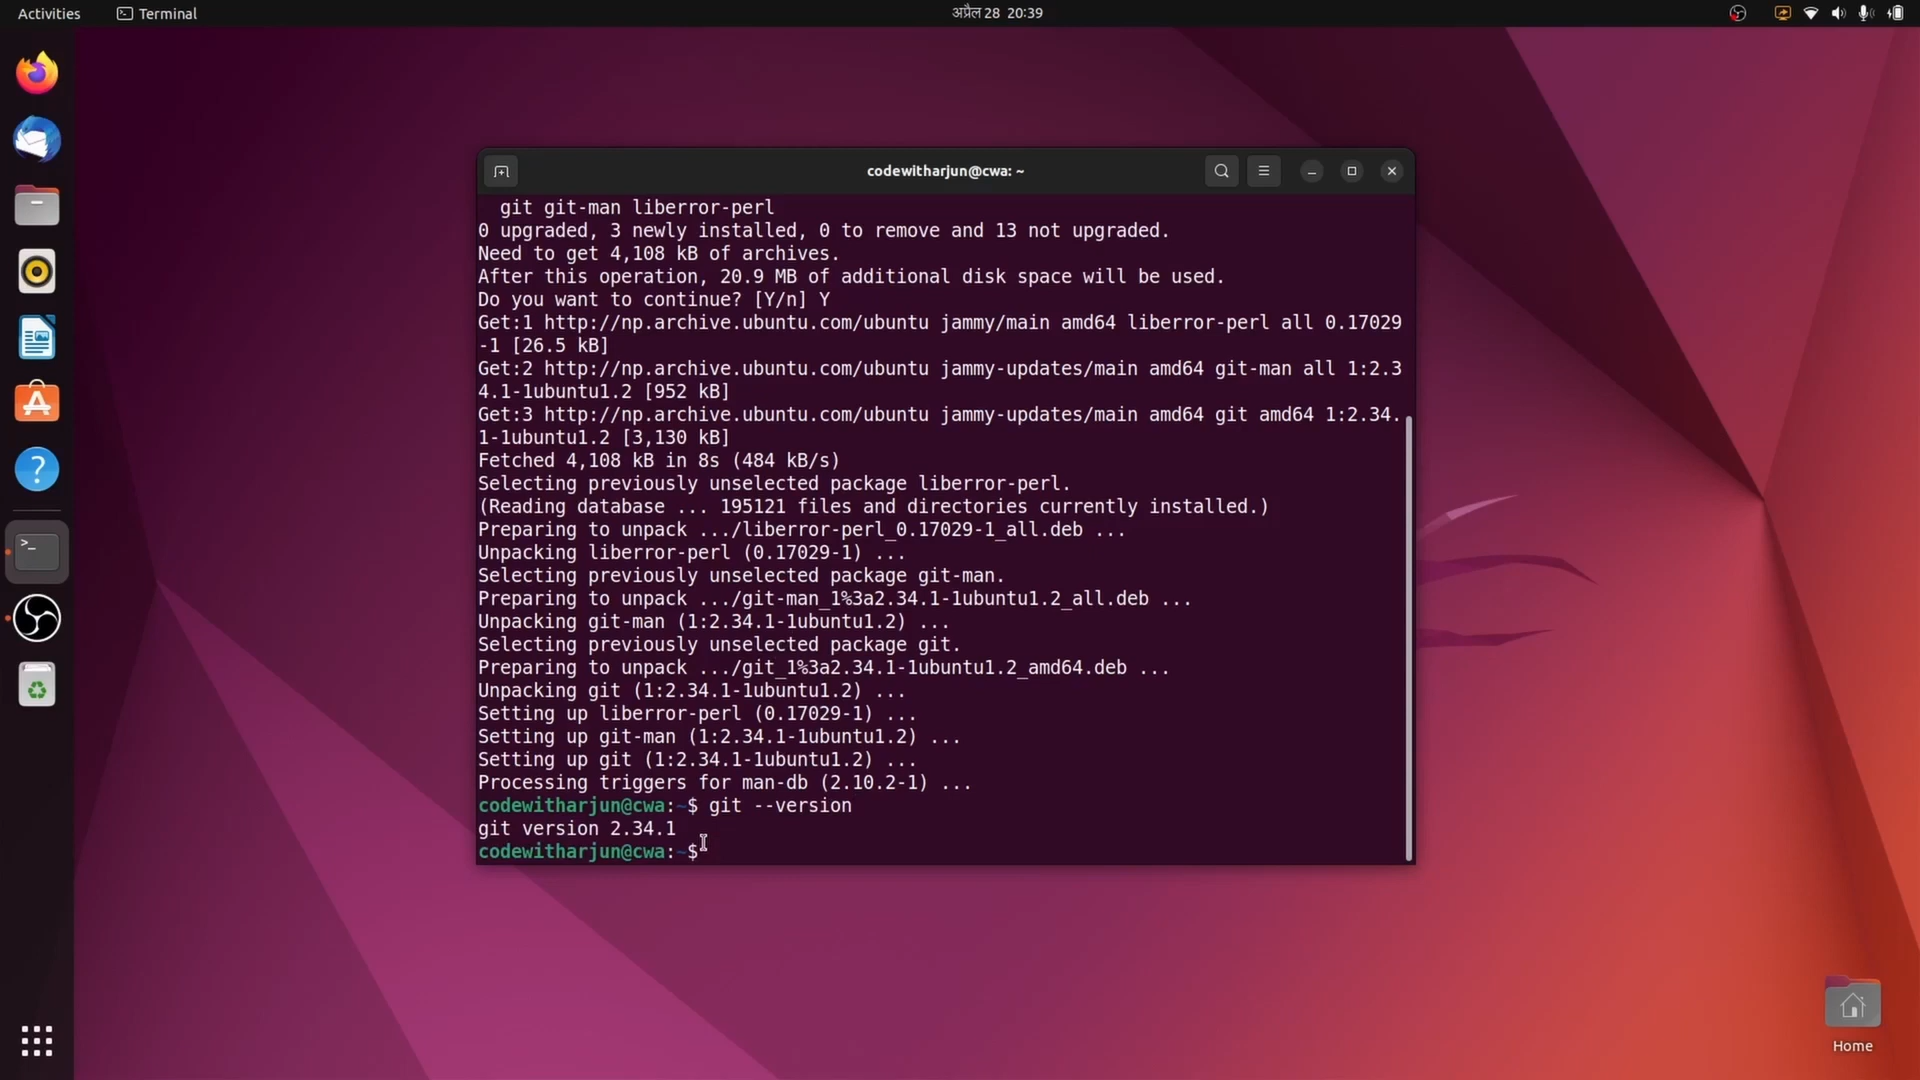 Activities
Terminal
अप्रैल 28 20:39
codewitharjun@cwa: ~
git git-man liberror-perl
0 upgraded, 3 newly installed, 0 to remove and 13 not upgraded.
Need to get 4,108 kB of archives.
After this operation, 20.9 MB of additional disk space will be used.
Do you want to continue? [Y/n] Y
Get:1 http://np.archive.ubuntu.com/ubuntu jammy/main amd64 liberror-perl all 0.17029
-1 [26.5 kB]
Get:2 http://np.archive.ubuntu.com/ubuntu jammy-updates/main amd64 git-man all 1:2.3
4.1-1ubuntu1.2 [952 kB]
Get:3 http://np.archive.ubuntu.com/ubuntu jammy-updates/main amd64 git amd64 1:2.34.
1-1ubuntu1.2 [3,130 kB]
Fetched 4,108 kB in 8s (484 kB/s)
Selecting previously unselected package liberror-perl.
(Reading database ... 195121 files and directories currently installed.)
Preparing to unpack .../liberror-perl_0.17029-1_all.deb ...
Unpacking liberror-perl (0.17029-1) ...
Selecting previously unselected package git-man.
Preparing to unpack .../git-man_1%3a2.34.1-1ubuntu1.2_all.deb ...
Unpacking git-man (1:2.34.1-1ubuntu1.2) ...
Selecting previously unselected package git.
Preparing to unpack .../git_1%3a2.34.1-1ubuntu1.2_amd64.deb ...
Unpacking git (1:2.34.1-1ubuntu1.2) ...
Setting up liberror-perl (0.17029-1) ...
Setting up git-man (1:2.34.1-1ubuntu1.2) ...
Setting up git (1:2.34.1-1ubuntu1.2) ...
Processing triggers for man-db (2.10.2-1) ...
codewitharjun@cwa:~$ git --version
git version 2.34.1
codewitharjun@cwa:~$
Home